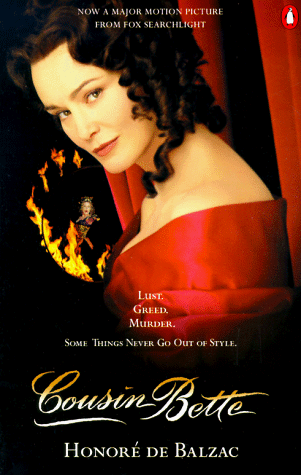 NOW A MAJOR MOTION PICTURE
FROM FOX SEARCHLIGHT
LUST.
GREED.
MURDER.
SOME THINGS NEVER GO OUT OF STYLE.
Cousin Bette
HONORÉ DE BALZAC